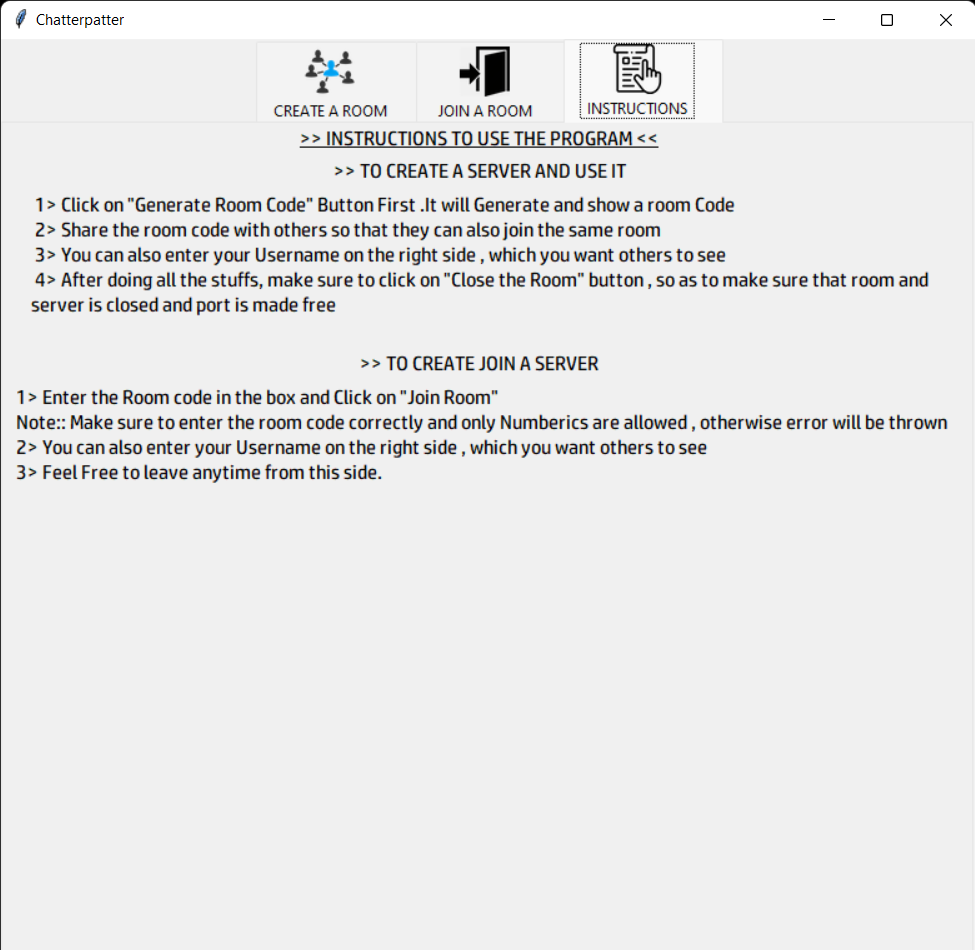 Chatterpatter
CREATE A ROOM
JOIN A ROOM
INSTRUCTIONS
>> INSTRUCTIONS TO USE THE PROGRAM <<
>> TO CREATE A SERVER AND USE IT
1> Click on "Generate Room Code" Button First .It will Generate and show a room Code
2> Share the room code with others so that they can also join the same room
3> You can also enter your Username on the right side , which you want others to see
4> After doing all the stuffs, make sure to click on "Close the Room" button , so as to make sure that room and
server is closed and port is made free
>> TO CREATE JOIN A SERVER
1> Enter the Room code in the box and Click on "Join Room"
Note:: Make sure to enter the room code correctly and only Numberics are allowed , otherwise error will be thrown
2> You can also enter your Username on the right side , which you want others to see
3> Feel Free to leave anytime from this side.